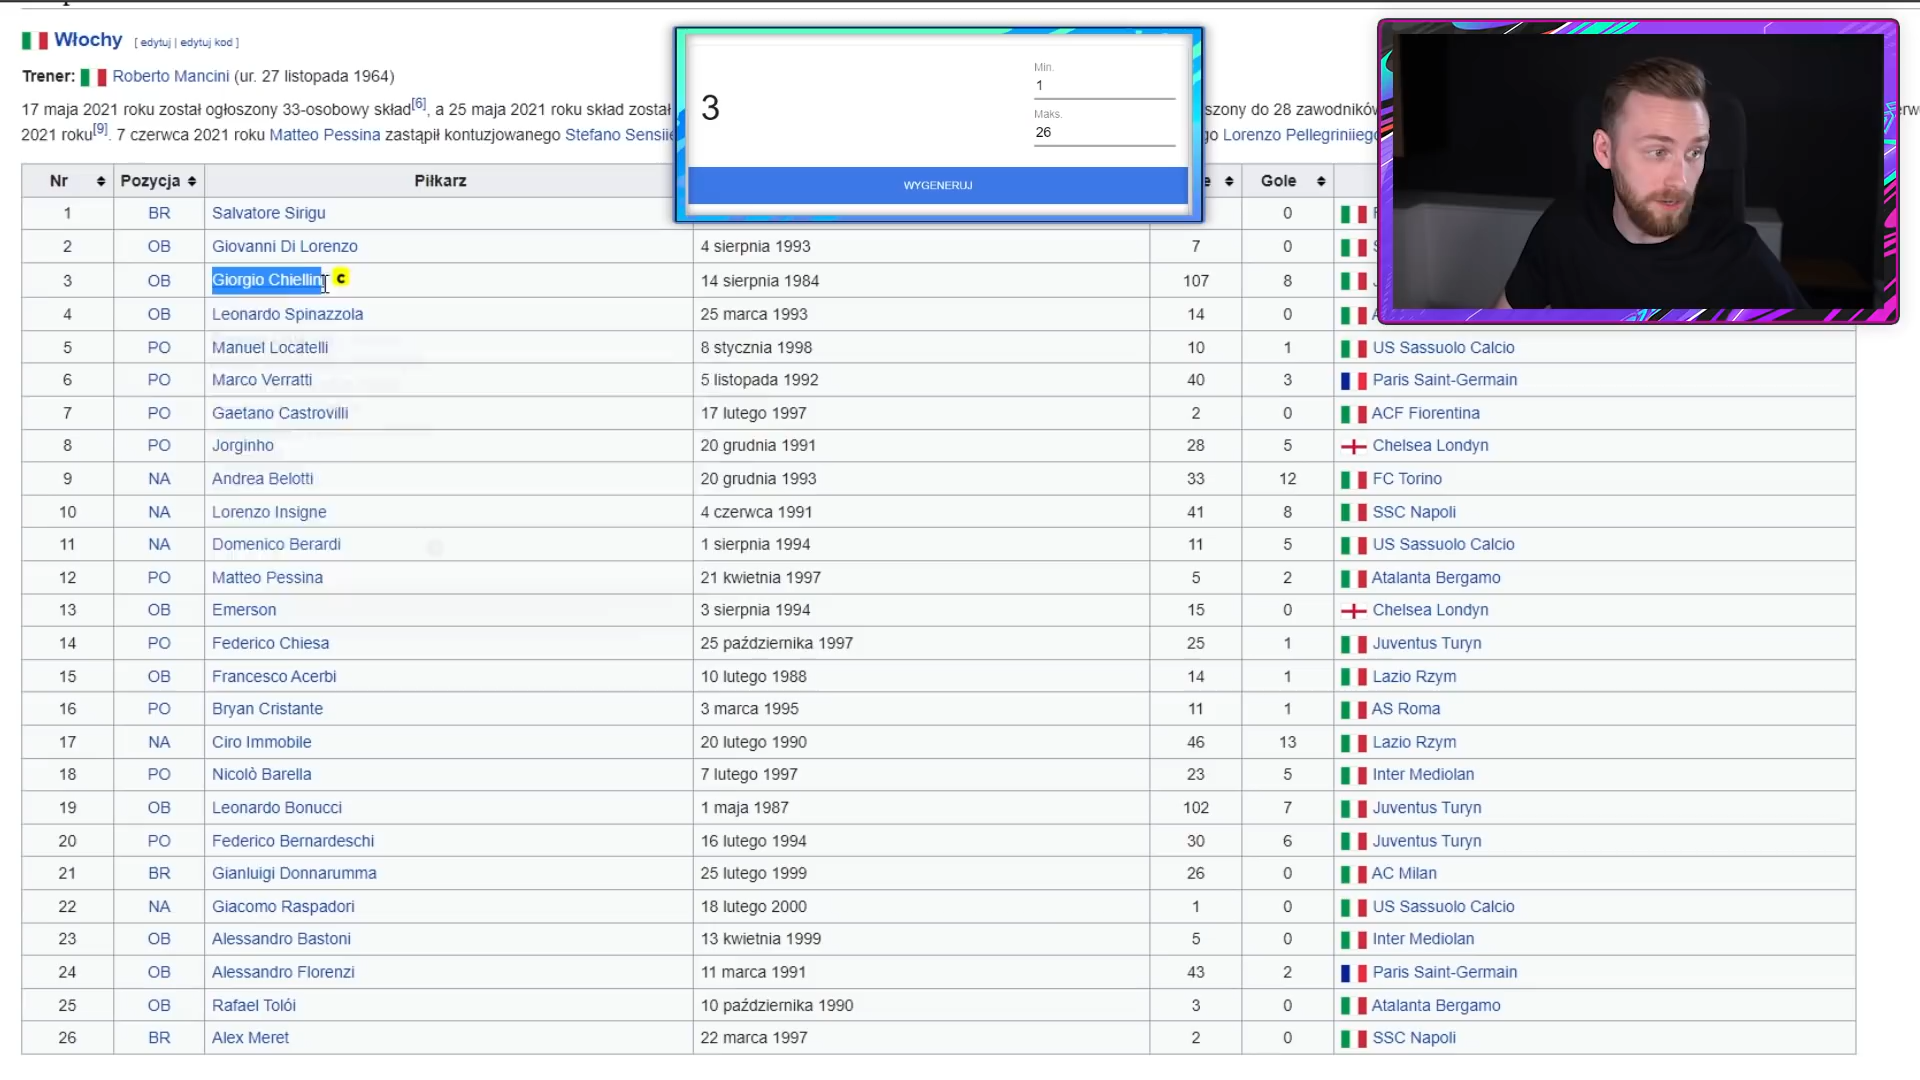 Włochy [ edytuj | edytuj kod ]
Trener: Roberto Mancini (ur. 27 listopada 1964)
17 maja 2021 roku został ogłoszony 33-osobowy skład[6], a 25 maja 2021 roku skład został szony do 28 zawodników
2021 roku[9]. 7 czerwca 2021 roku Matteo Pessina zastąpił kontuzjowanego Stefano Sensiie go Lorenzo Pellegriniiego
3
Min.
1
Maks.
26
WYGENERUJ
Nr Pozycja Piłkarz e Gole
1 BR Salvatore Sirigu 0
2 OB Giovanni Di Lorenzo 4 sierpnia 1993 7 0
3 OB Giorgio Chiellini C 14 sierpnia 1984 107 8
4 OB Leonardo Spinazzola 25 marca 1993 14 0
5 PO Manuel Locatelli 8 stycznia 1998 10 1 US Sassuolo Calcio
6 PO Marco Verratti 5 listopada 1992 40 3 Paris Saint-Germain
7 PO Gaetano Castrovilli 17 lutego 1997 2 0 ACF Fiorentina
8 PO Jorginho 20 grudnia 1991 28 5 Chelsea Londyn
9 NA Andrea Belotti 20 grudnia 1993 33 12 FC Torino
10 NA Lorenzo Insigne 4 czerwca 1991 41 8 SSC Napoli
11 NA Domenico Berardi 1 sierpnia 1994 11 5 US Sassuolo Calcio
12 PO Matteo Pessina 21 kwietnia 1997 5 2 Atalanta Bergamo
13 OB Emerson 3 sierpnia 1994 15 0 Chelsea Londyn
14 PO Federico Chiesa 25 października 1997 25 1 Juventus Turyn
15 OB Francesco Acerbi 10 lutego 1988 14 1 Lazio Rzym
16 PO Bryan Cristante 3 marca 1995 11 1 AS Roma
17 NA Ciro Immobile 20 lutego 1990 46 13 Lazio Rzym
18 PO Nicolò Barella 7 lutego 1997 23 5 Inter Mediolan
19 OB Leonardo Bonucci 1 maja 1987 102 7 Juventus Turyn
20 PO Federico Bernardeschi 16 lutego 1994 30 6 Juventus Turyn
21 BR Gianluigi Donnarumma 25 lutego 1999 26 0 AC Milan
22 NA Giacomo Raspadori 18 lutego 2000 1 0 US Sassuolo Calcio
23 OB Alessandro Bastoni 13 kwietnia 1999 5 0 Inter Mediolan
24 OB Alessandro Florenzi 11 marca 1991 43 2 Paris Saint-Germain
25 OB Rafael Tolói 10 października 1990 3 0 Atalanta Bergamo
26 BR Alex Meret 22 marca 1997 2 0 SSC Napoli